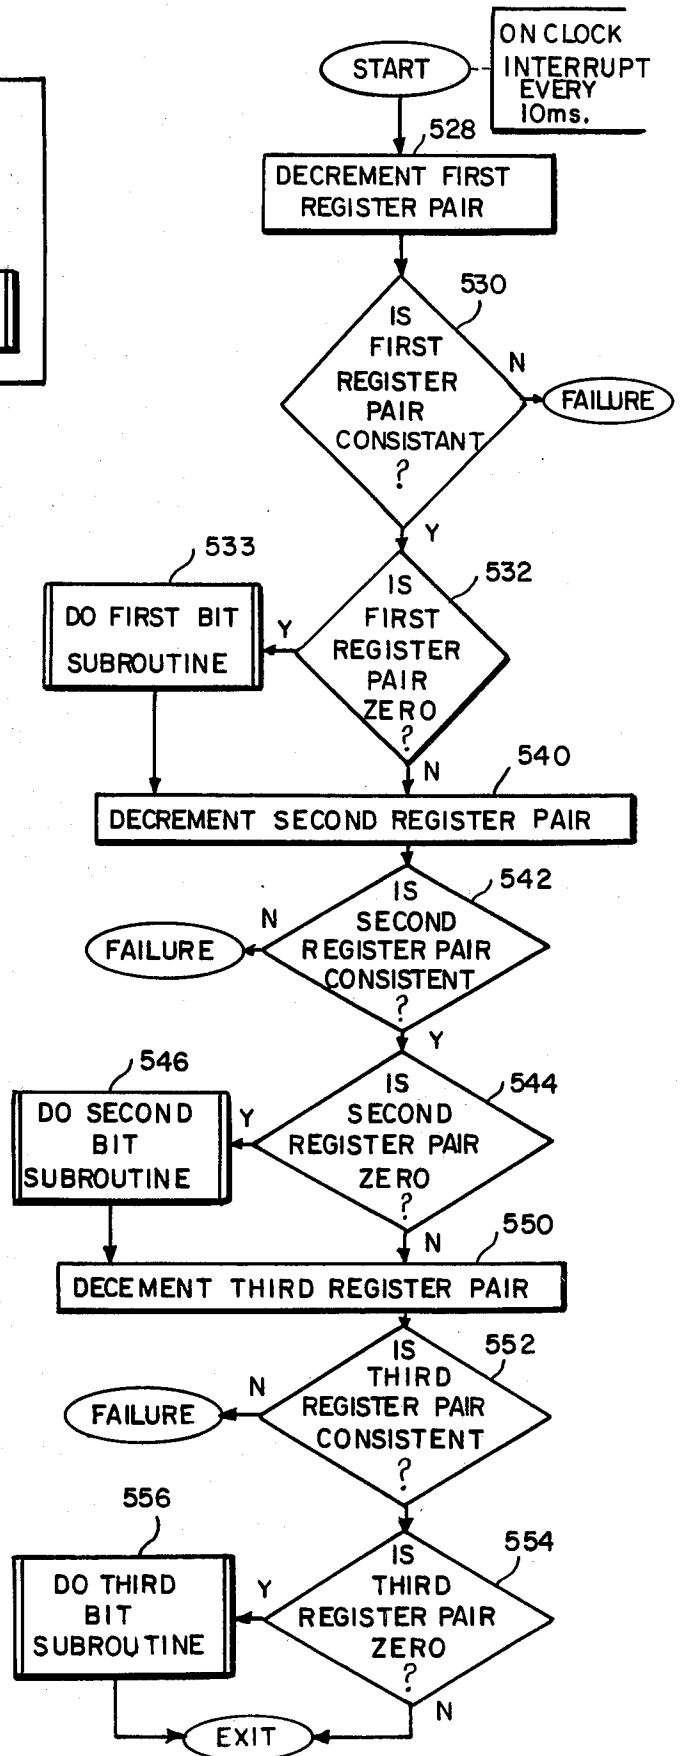 ON CLOCK
INTERRUPT
EVERY
10ms.
START
528
DECREMENT FIRST
REGISTER PAIR
530
IS
FIRST
REGISTER
PAIR
CONSISTANT
?
N
FAILURE
Y
533
532
DO FIRST BIT
SUBROUTINE
Y
IS
FIRST
REGISTER
PAIR
ZERO
?
N
540
DECREMENT SECOND REGISTER PAIR
542
IS
SECOND
REGISTER PAIR
CONSISTENT
?
N
FAILURE
Y
546
544
DO SECOND
BIT
SUBROUTINE
Y
IS
SECOND
REGISTER PAIR
ZERO
?
N
550
DECEMENT THIRD REGISTER PAIR
552
IS
THIRD
REGISTER PAIR
CONSISTENT
?
N
FAILURE
556
554
DO THIRD
BIT
SUBROUTINE
Y
IS
THIRD
REGISTER PAIR
ZERO
?
N
EXIT